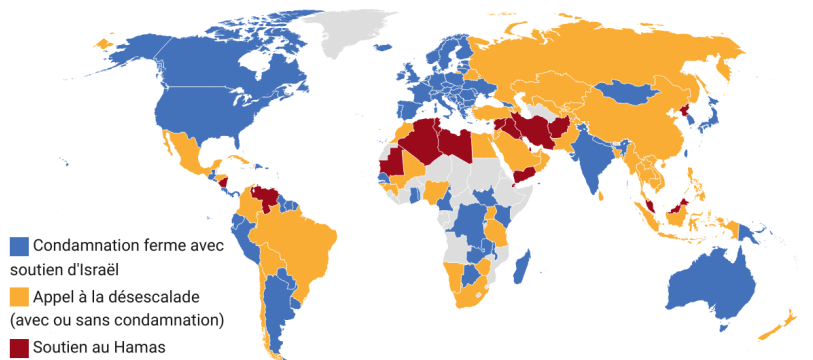 Condamnation ferme avec
soutien d'Israël
Appel à la désescalade
(avec ou sans condamnation)
Soutien au Hamas